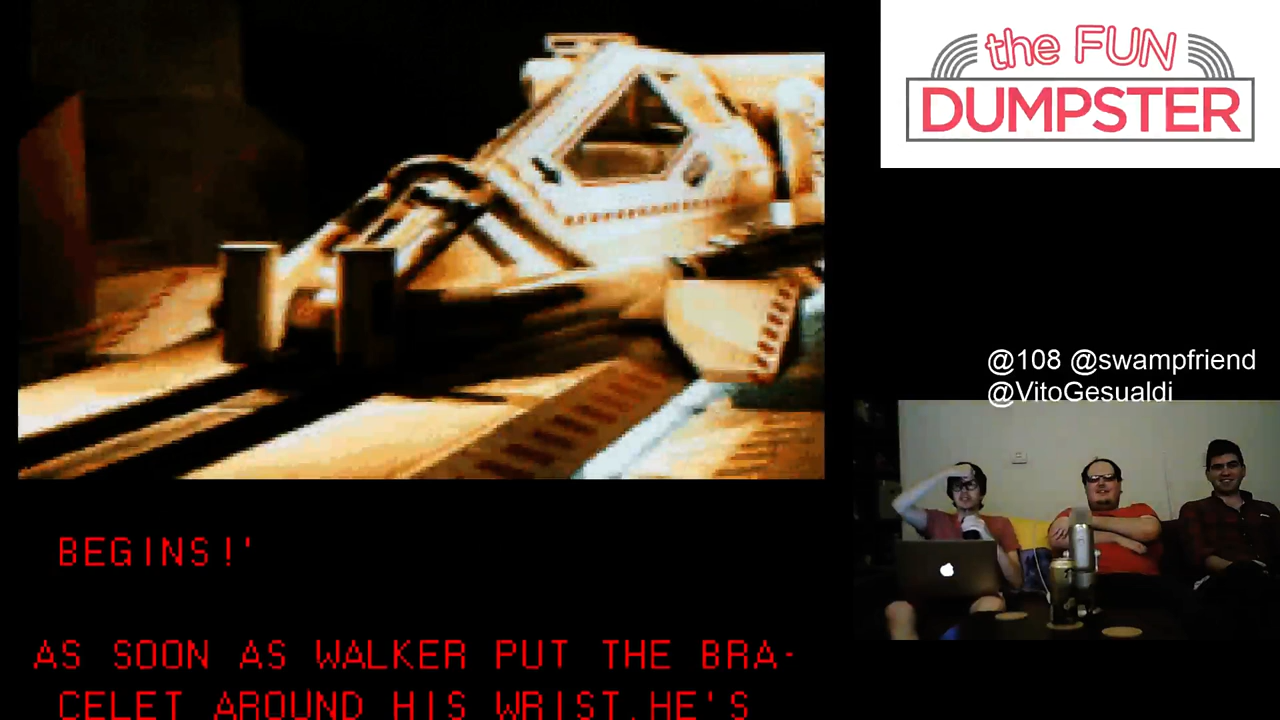 the FUN
DUMPSTER
@108 @swampfriend
@VitoGesualdi
BEGINS!'
AS SOON AS WALKER PUT THE BRA-
CELET AROUND HIS WRIST,HE'S